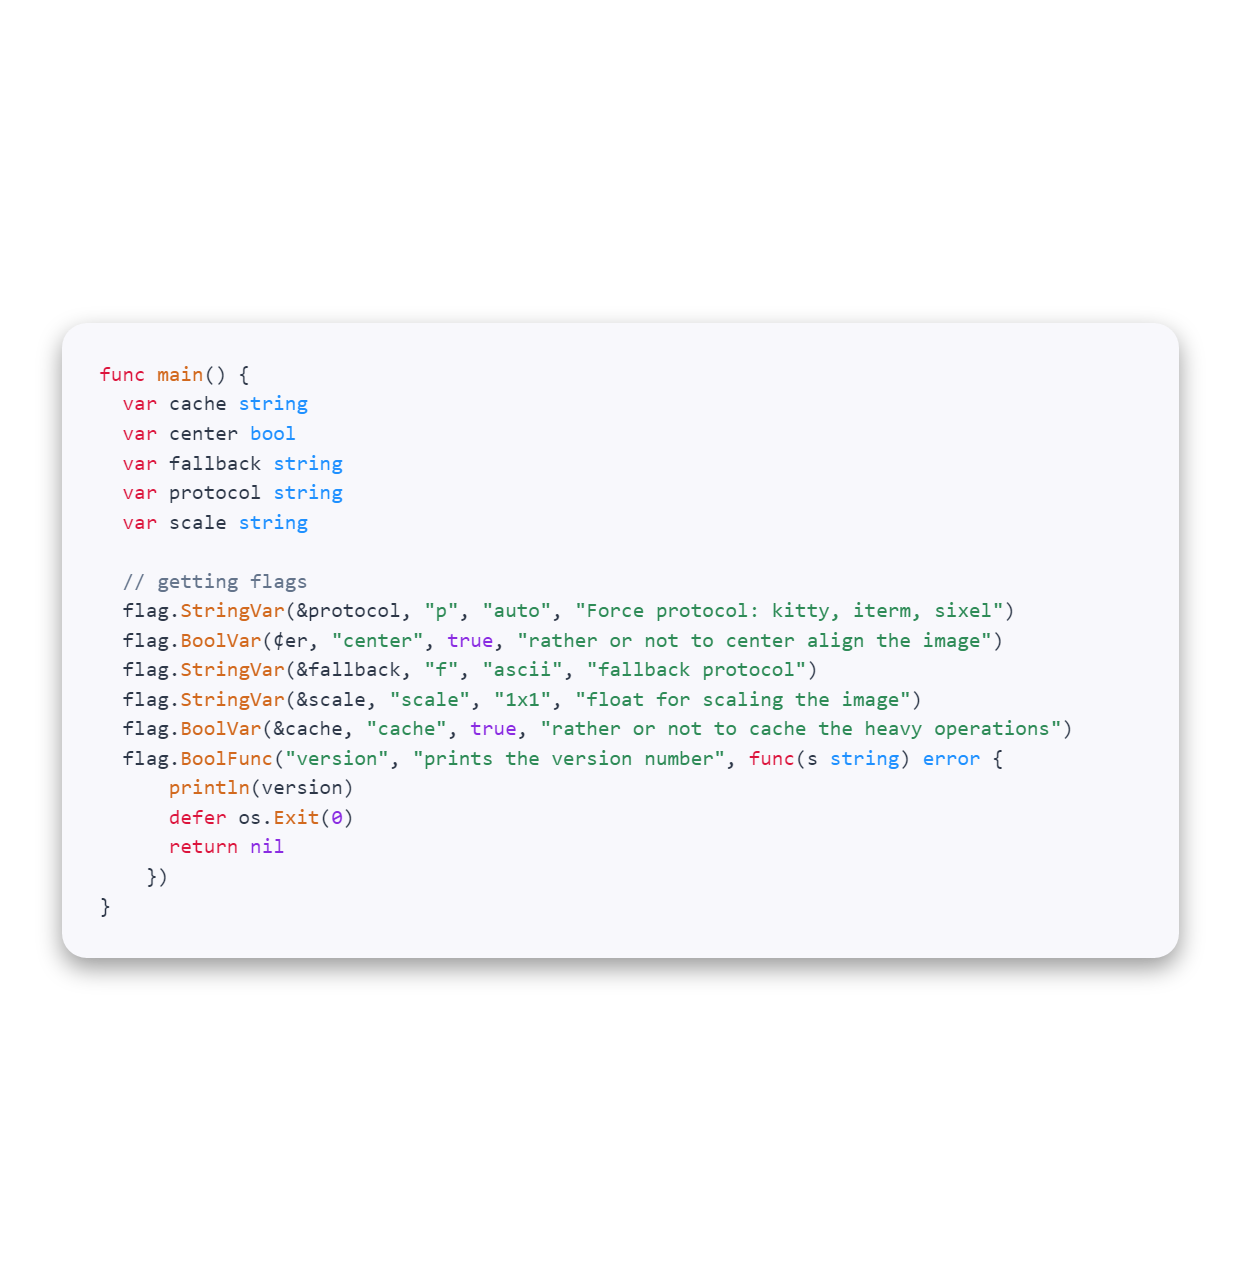 func main() {
  var cache string
  var center bool
  var fallback string
  var protocol string
  var scale string

  // getting flags
  flag.StringVar(&protocol, "p", "auto", "Force protocol: kitty, iterm, sixel")
  flag.BoolVar(¢er, "center", true, "rather or not to center align the image")
  flag.StringVar(&fallback, "f", "ascii", "fallback protocol")
  flag.StringVar(&scale, "scale", "1x1", "float for scaling the image")
  flag.BoolVar(&cache, "cache", true, "rather or not to cache the heavy operations")
  flag.BoolFunc("version", "prints the version number", func(s string) error {
      println(version)
      defer os.Exit(0)
      return nil
    })
}